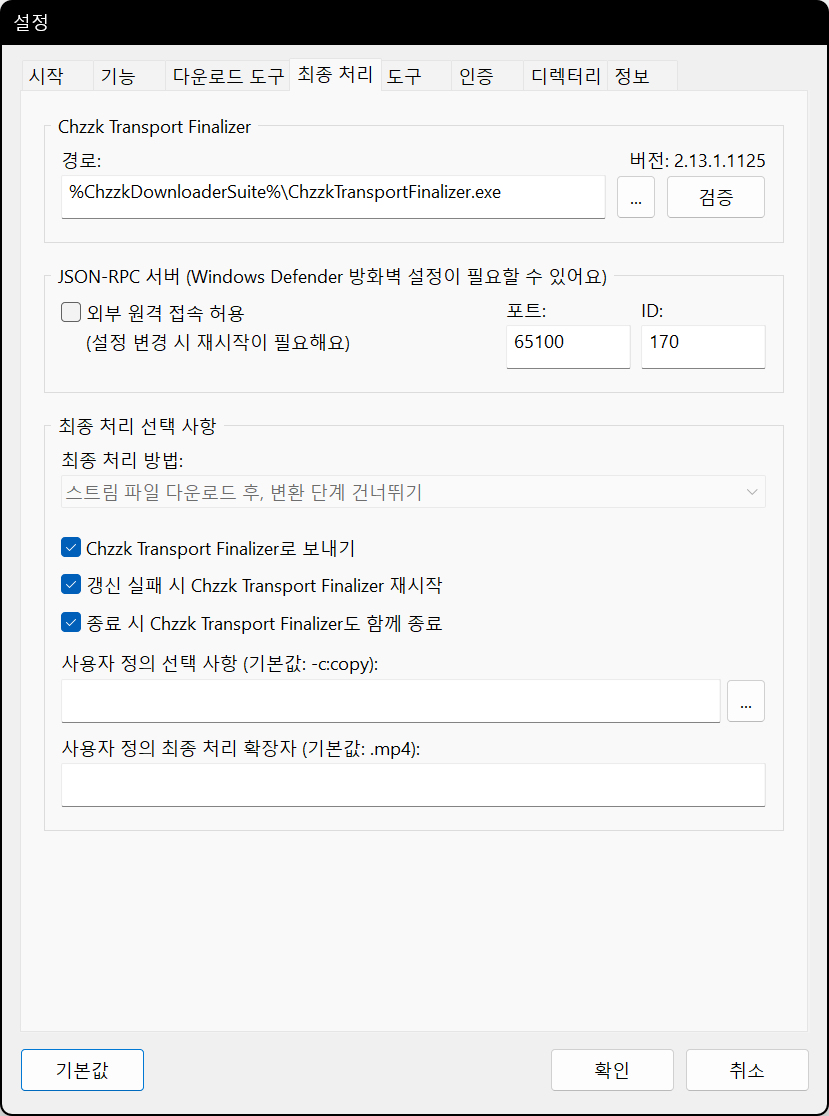 설정
시작 기능 다운로드 도구 최종 처리 도구 인증 디렉터리 정보
Chzzk Transport Finalizer
경로: 버전: 2.13.1.1125
%ChzzkDownloaderSuite%\ChzzkTransportFinalizer.exe ... 검증
JSON-RPC 서버 (Windows Defender 방화벽 설정이 필요할 수 있어요)
외부 원격 접속 허용 포트: ID:
(설정 변경 시 재시작이 필요해요) 65100 170
최종 처리 선택 사항
최종 처리 방법:
스트림 파일 다운로드 후, 변환 단계 건너뛰기
Chzzk Transport Finalizer로 보내기
갱신 실패 시 Chzzk Transport Finalizer 재시작
종료 시 Chzzk Transport Finalizer도 함께 종료
사용자 정의 선택 사항 (기본값: -c:copy):
...
사용자 정의 최종 처리 확장자 (기본값: .mp4):
기본값 확인 취소